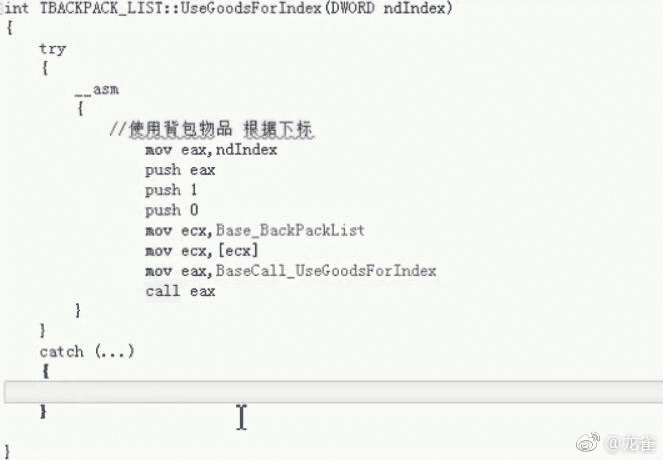 int TBACKPACK_LIST::UseGoodsForIndex(DWORD ndIndex)
{
try
{
__asm
{
//使用背包物品 根据下标
mov eax,ndIndex
push eax
push 1
push 0
mov ecx,Base_BackPackList
mov ecx,[ecx]
mov eax,BaseCall_UseGoodsForIndex
call eax
}
}
catch (...)
{
}
}
@龙雀